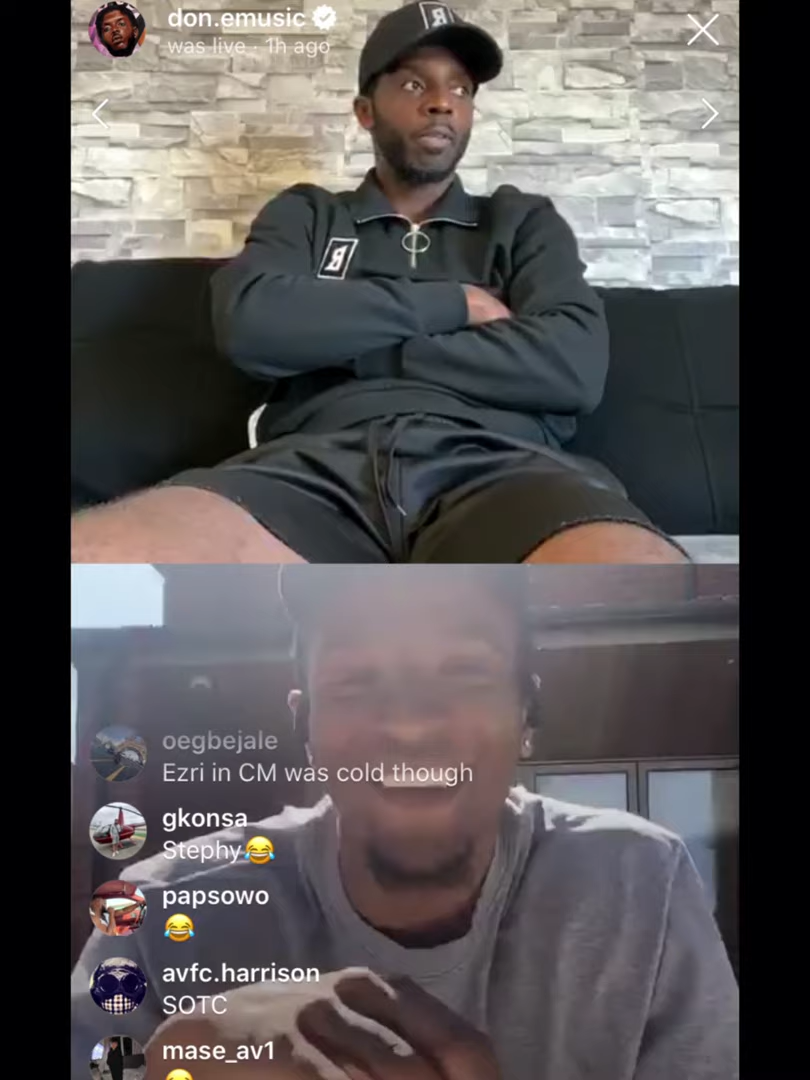 don.emusic
was live · 1h ago
oegbejale
Ezri in CM was cold though
gkonsa
Stephy😂
papsowo
😂
avfc.harrison
SOTC
mase_av1